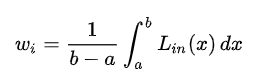 w_i = \frac{1}{b - a} \int_a^b L_{in}(x) \, dx